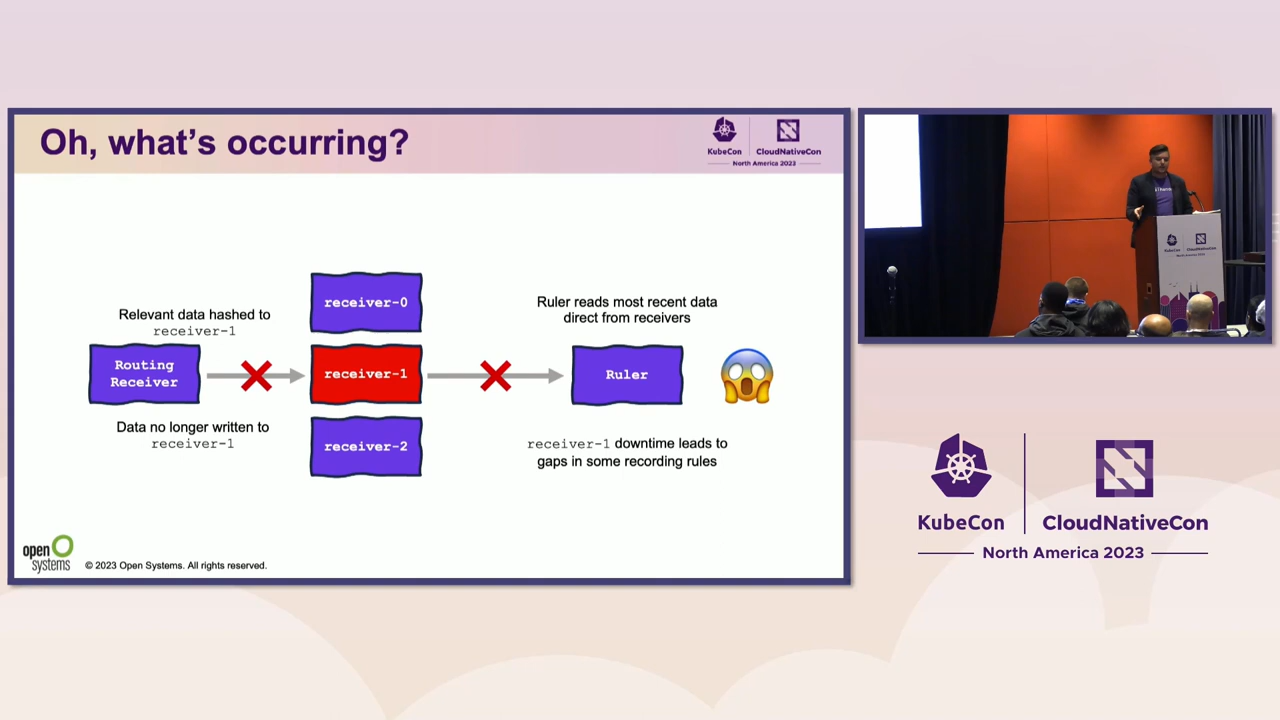 Oh, what's occurring?
KubeCon
CloudNativeCon
North America 2023
Relevant data hashed to
receiver-1
Routing
Receiver
Data no longer written to
receiver-1
receiver-0
receiver-1
receiver-2
Ruler reads most recent data
direct from receivers
Ruler
receiver-1 downtime leads to
gaps in some recording rules
open
systems
© 2023 Open Systems. All rights reserved.
KubeCon
CloudNativeCon
North America 2023